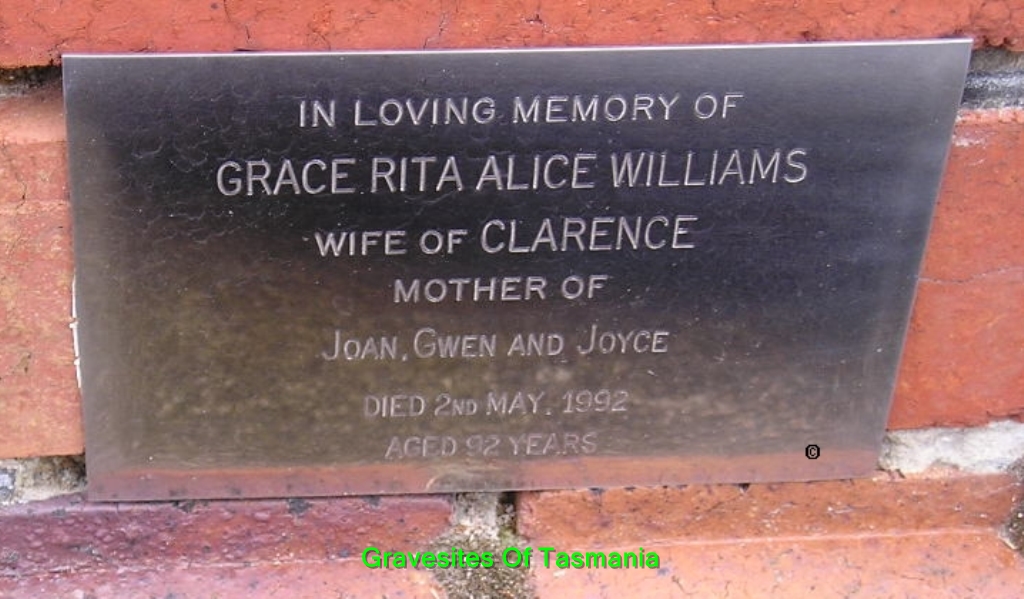 IN LOVING MEMORY OF
GRACE RITA ALICE WILLIAMS
WIFE OF CLARENCE
MOTHER OF
JOAN, GWEN AND JOYCE
DIED 2ND MAY, 1992
AGED 92 YEARS
©
Gravesites Of Tasmania